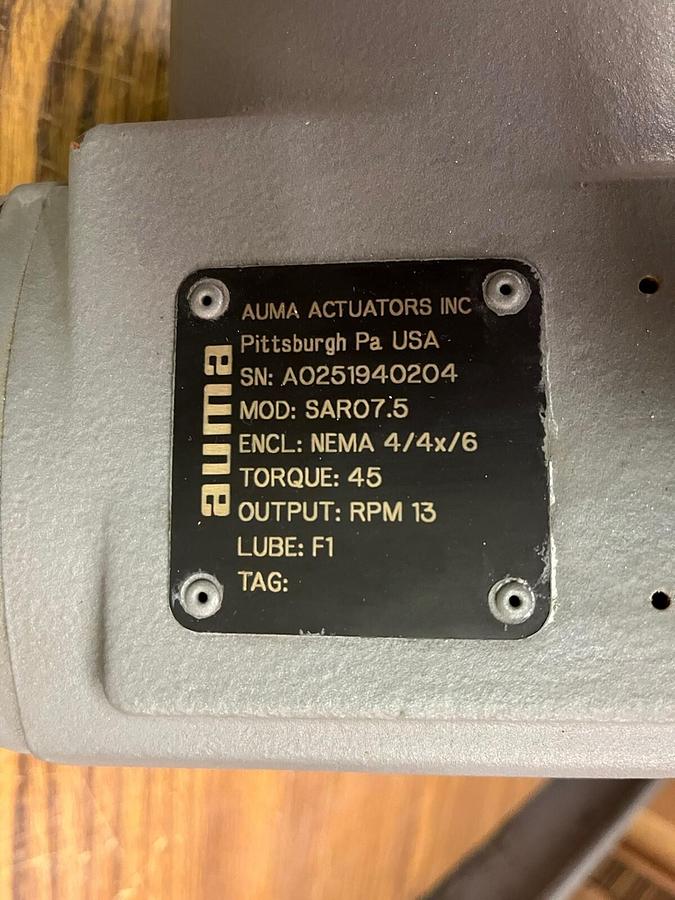 AUMA ACTUATORS INC
Pittsburgh Pa USA
SN: A0251940204
MOD: SAR07.5
ENCL: NEMA 4/4x/6
TORQUE: 45
OUTPUT: RPM 13
LUBE: F1
TAG:
auma